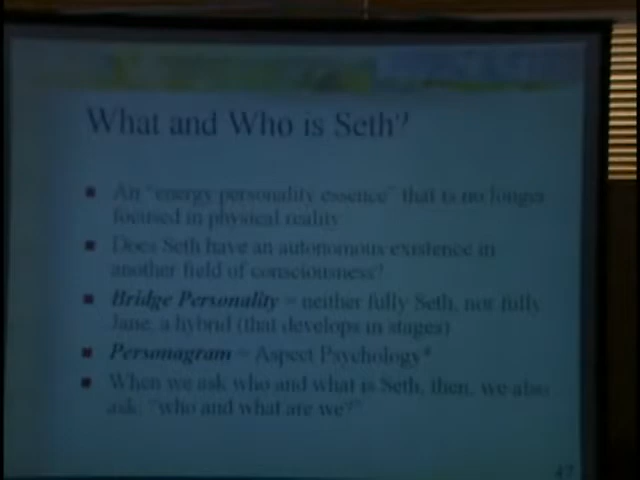 What and Who is Seth?
An "energy personality essence" that is no longer
focused in physical reality
Does Seth have an autonomous existence in
another field of consciousness?
Bridge Personality = neither fully Seth, nor fully
Jane, a hybrid (that develops in stages)
Personagram = Aspect Psychology*
When we ask who and what is Seth, then, we also
ask, "who and what are we?"